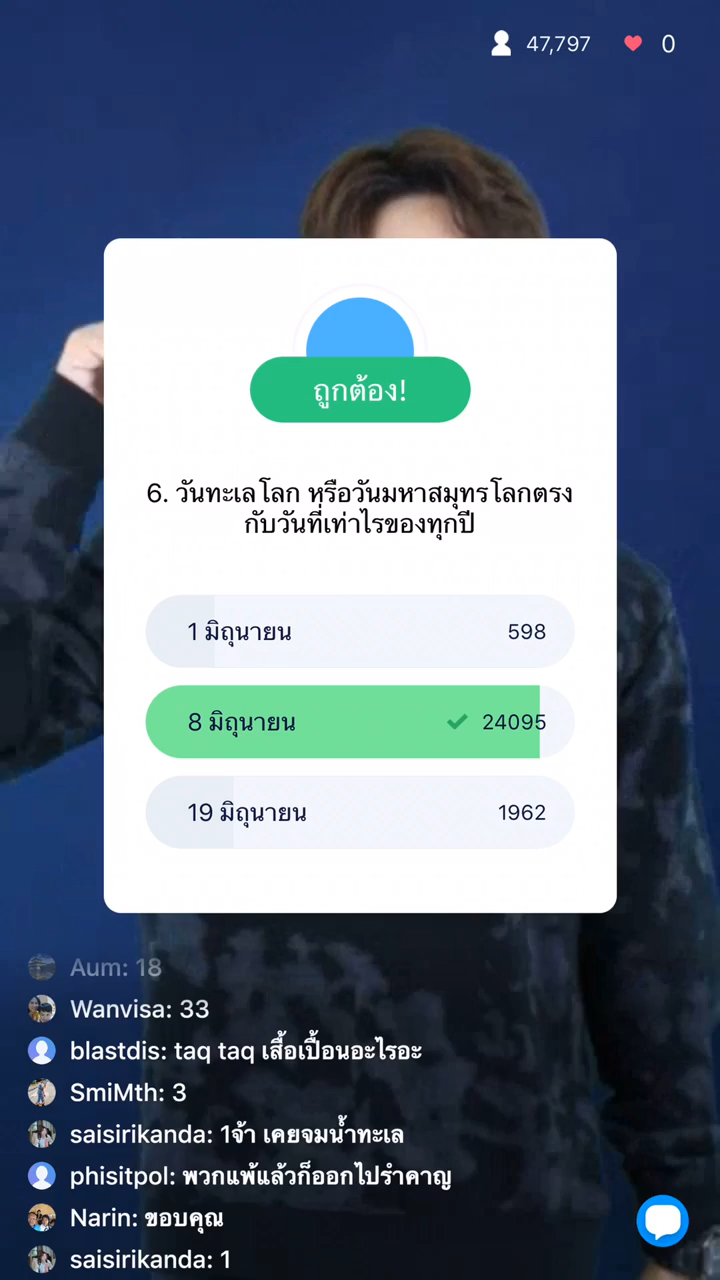 47,797
0
ถูกต้อง!
6. วันทะเลโลก หรือวันมหาสมุทรโลกตรง
กับวันที่เท่าไรของทุกปี
1 มิถุนายน 598
8 มิถุนายน 24095
19 มิถุนายน 1962
Aum: 18
Wanvisa: 33
blastdis: taq taq เสื้อเปื้อนอะไรอะ
SmiMth: 3
saisirikanda: 1จ้า เคยจมน้ำทะเล
phisitpol: พวกแพ้แล้วก็ออกไปรำคาญ
Narin: ขอบคุณ
saisirikanda: 1